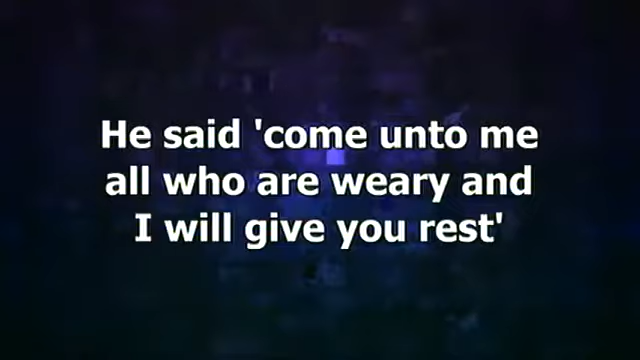 He said 'come unto me
all who are weary and
I will give you rest'